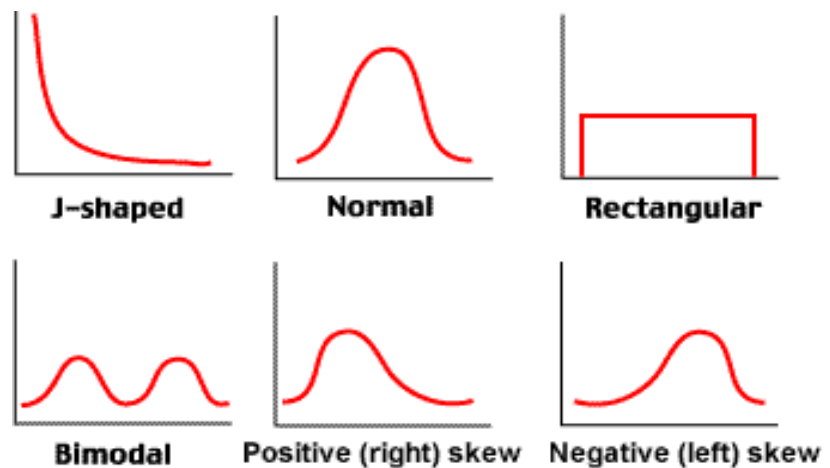 J-shaped
Normal
Rectangular
Bimodal
Positive (right) skew
Negative (left) skew